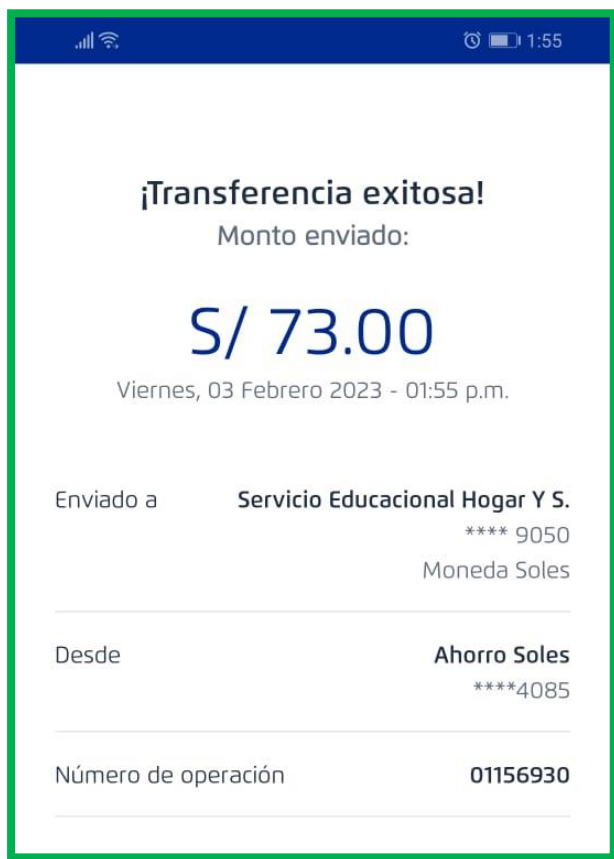 1:55
¡Transferencia exitosa!
Monto enviado:
S/ 73.00
Viernes, 03 Febrero 2023 - 01:55 p.m.
Enviado a Servicio Educacional Hogar Y S.
**** 9050
Moneda Soles
Desde Ahorro Soles
****4085
Número de operación 01156930